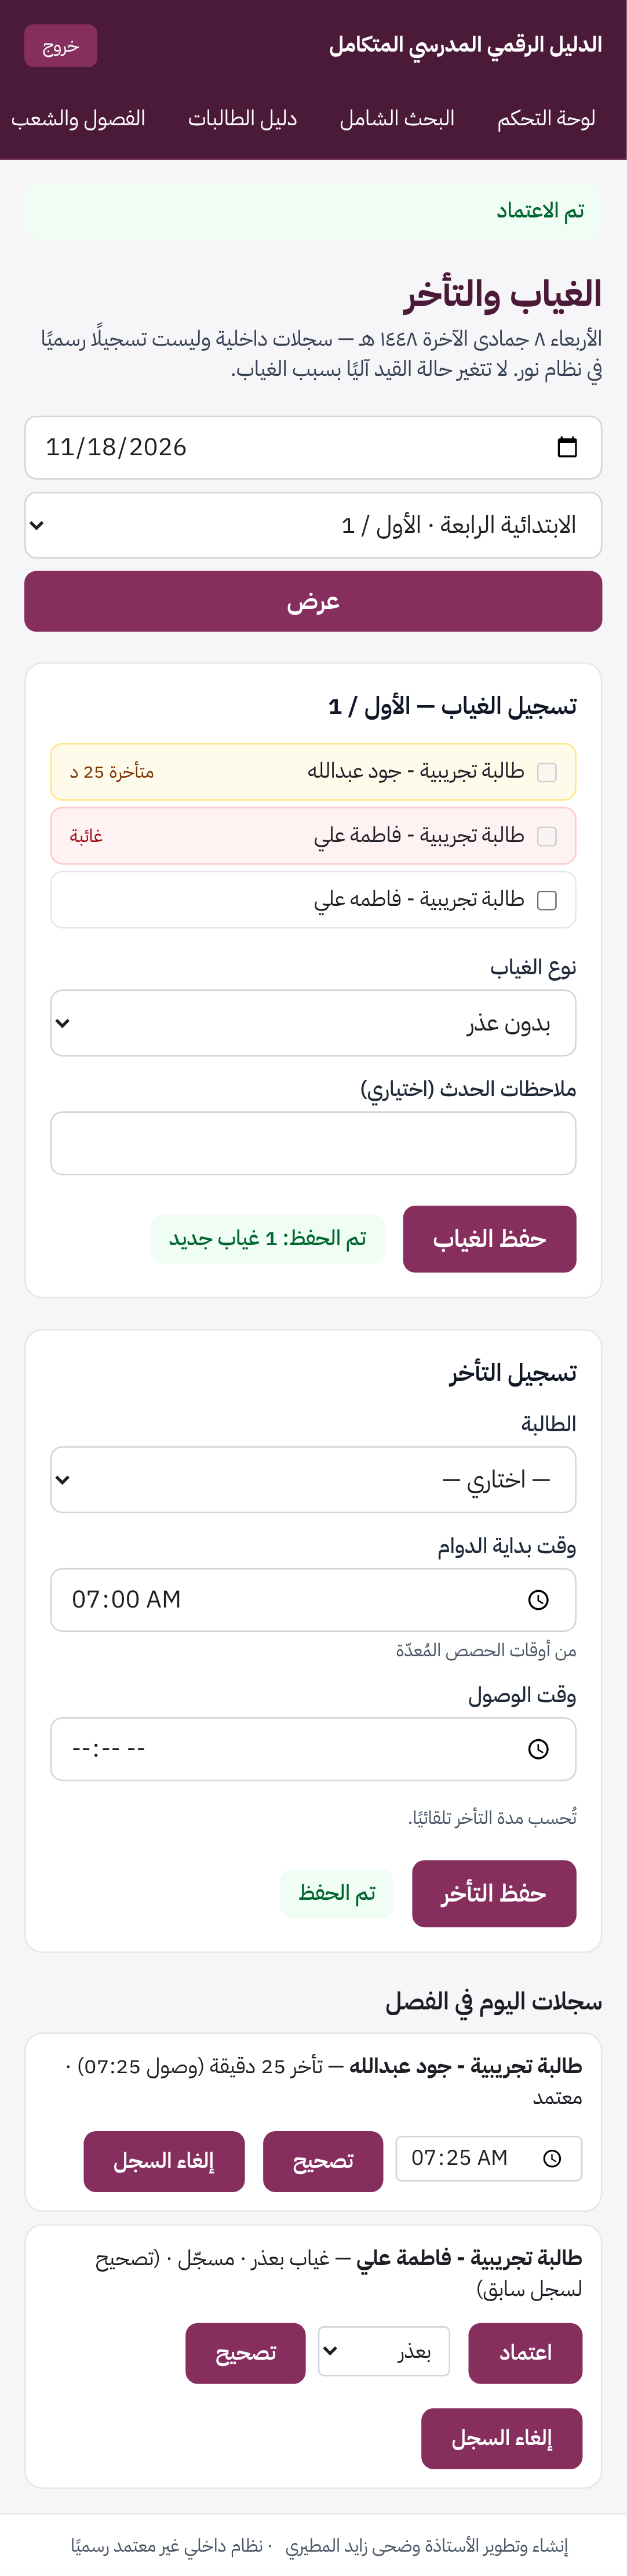 الدليل الرقمي المدرسي المتكامل
خروج
لوحة التحكم
البحث الشامل
دليل الطالبات
الفصول والشعب
تم الاعتماد
الغياب والتأخر
الأربعاء ٨ جمادى الآخرة ١٤٤٨ هـ — سجلات داخلية وليست تسجيلًا رسميًا
في نظام نور. لا تتغير حالة القيد آليًا بسبب الغياب.
11/18/2026
الابتدائية الرابعة · الأول / 1
عرض
تسجيل الغياب — الأول / 1
طالبة تجريبية - جود عبدالله
متأخرة 25 د
طالبة تجريبية - فاطمة علي
غائبة
طالبة تجريبية - فاطمه علي
نوع الغياب
بدون عذر
ملاحظات الحدث (اختياري)
حفظ الغياب
تم الحفظ: 1 غياب جديد
تسجيل التأخر
الطالبة
— اختاري —
وقت بداية الدوام
07:00 AM
من أوقات الحصص المُعدّة
وقت الوصول
--:-- --
تُحسب مدة التأخر تلقائيًا.
حفظ التأخر
تم الحفظ
سجلات اليوم في الفصل
طالبة تجريبية - جود عبدالله — تأخر 25 دقيقة (وصول 07:25) ·
معتمد
07:25 AM
تصحيح
إلغاء السجل
طالبة تجريبية - فاطمة علي — غياب بعذر · مسجّل · (تصحيح
لسجل سابق)
اعتماد
بعذر
تصحيح
إلغاء السجل
إنشاء وتطوير الأستاذة وضحى زايد المطيري · نظام داخلي غير معتمد رسميًا